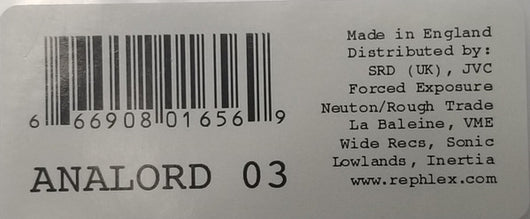 6 66908 01656 9
ANALORD 03
Made in England
Distributed by:
SRD (UK), JVC
Forced Exposure
Neuton/Rough Trade
La Baleine, VME
Wide Recs, Sonic
Lowlands, Inertia
www.rephlex.com